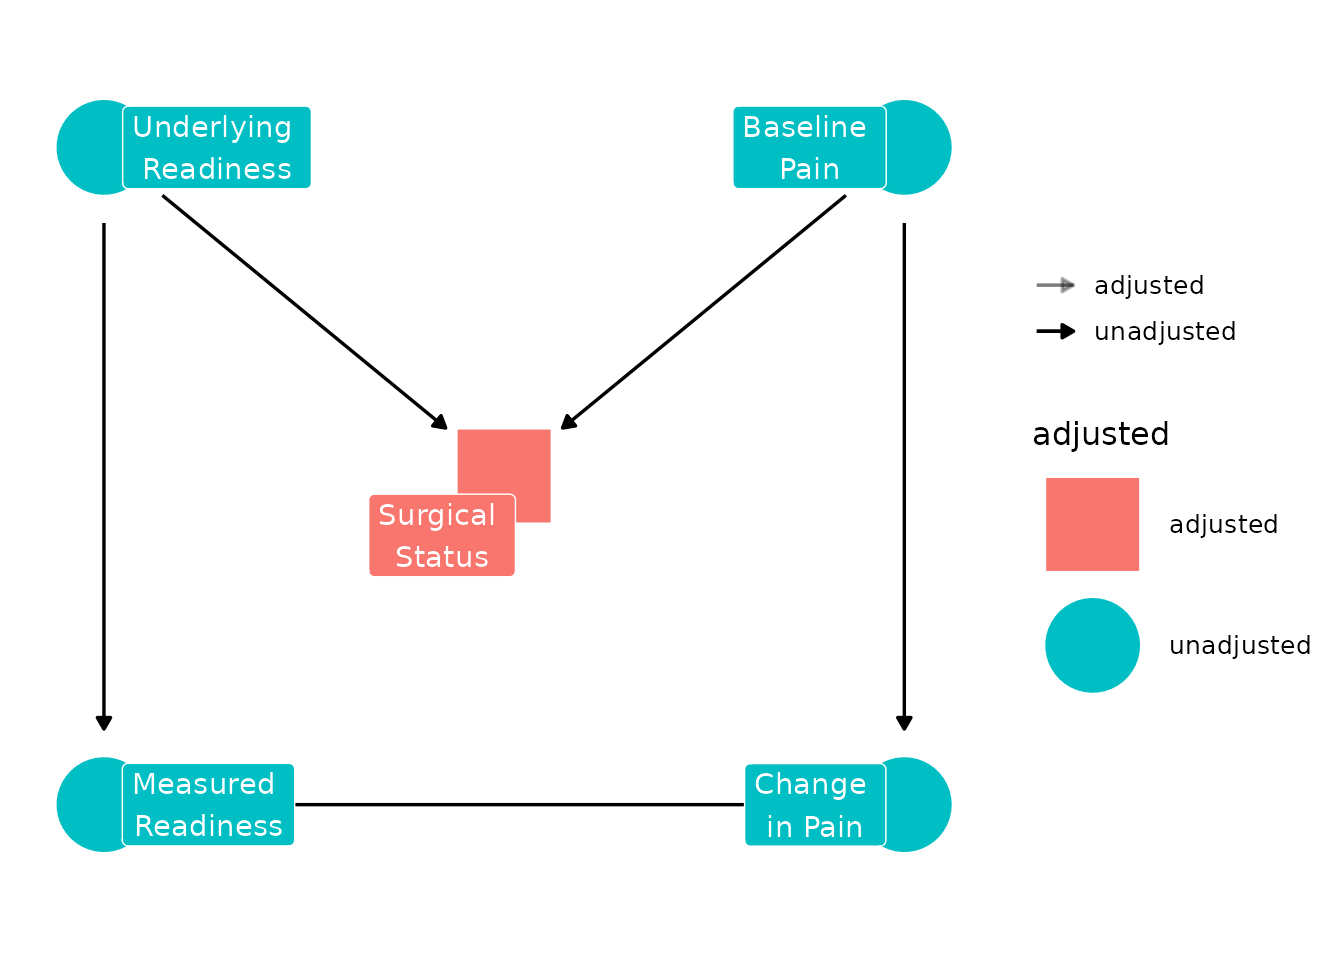 Underlying
Readiness
Baseline
Pain
adjusted
unadjusted
adjusted
adjusted
unadjusted
Surgical
Status
Measured
Readiness
Change
in Pain